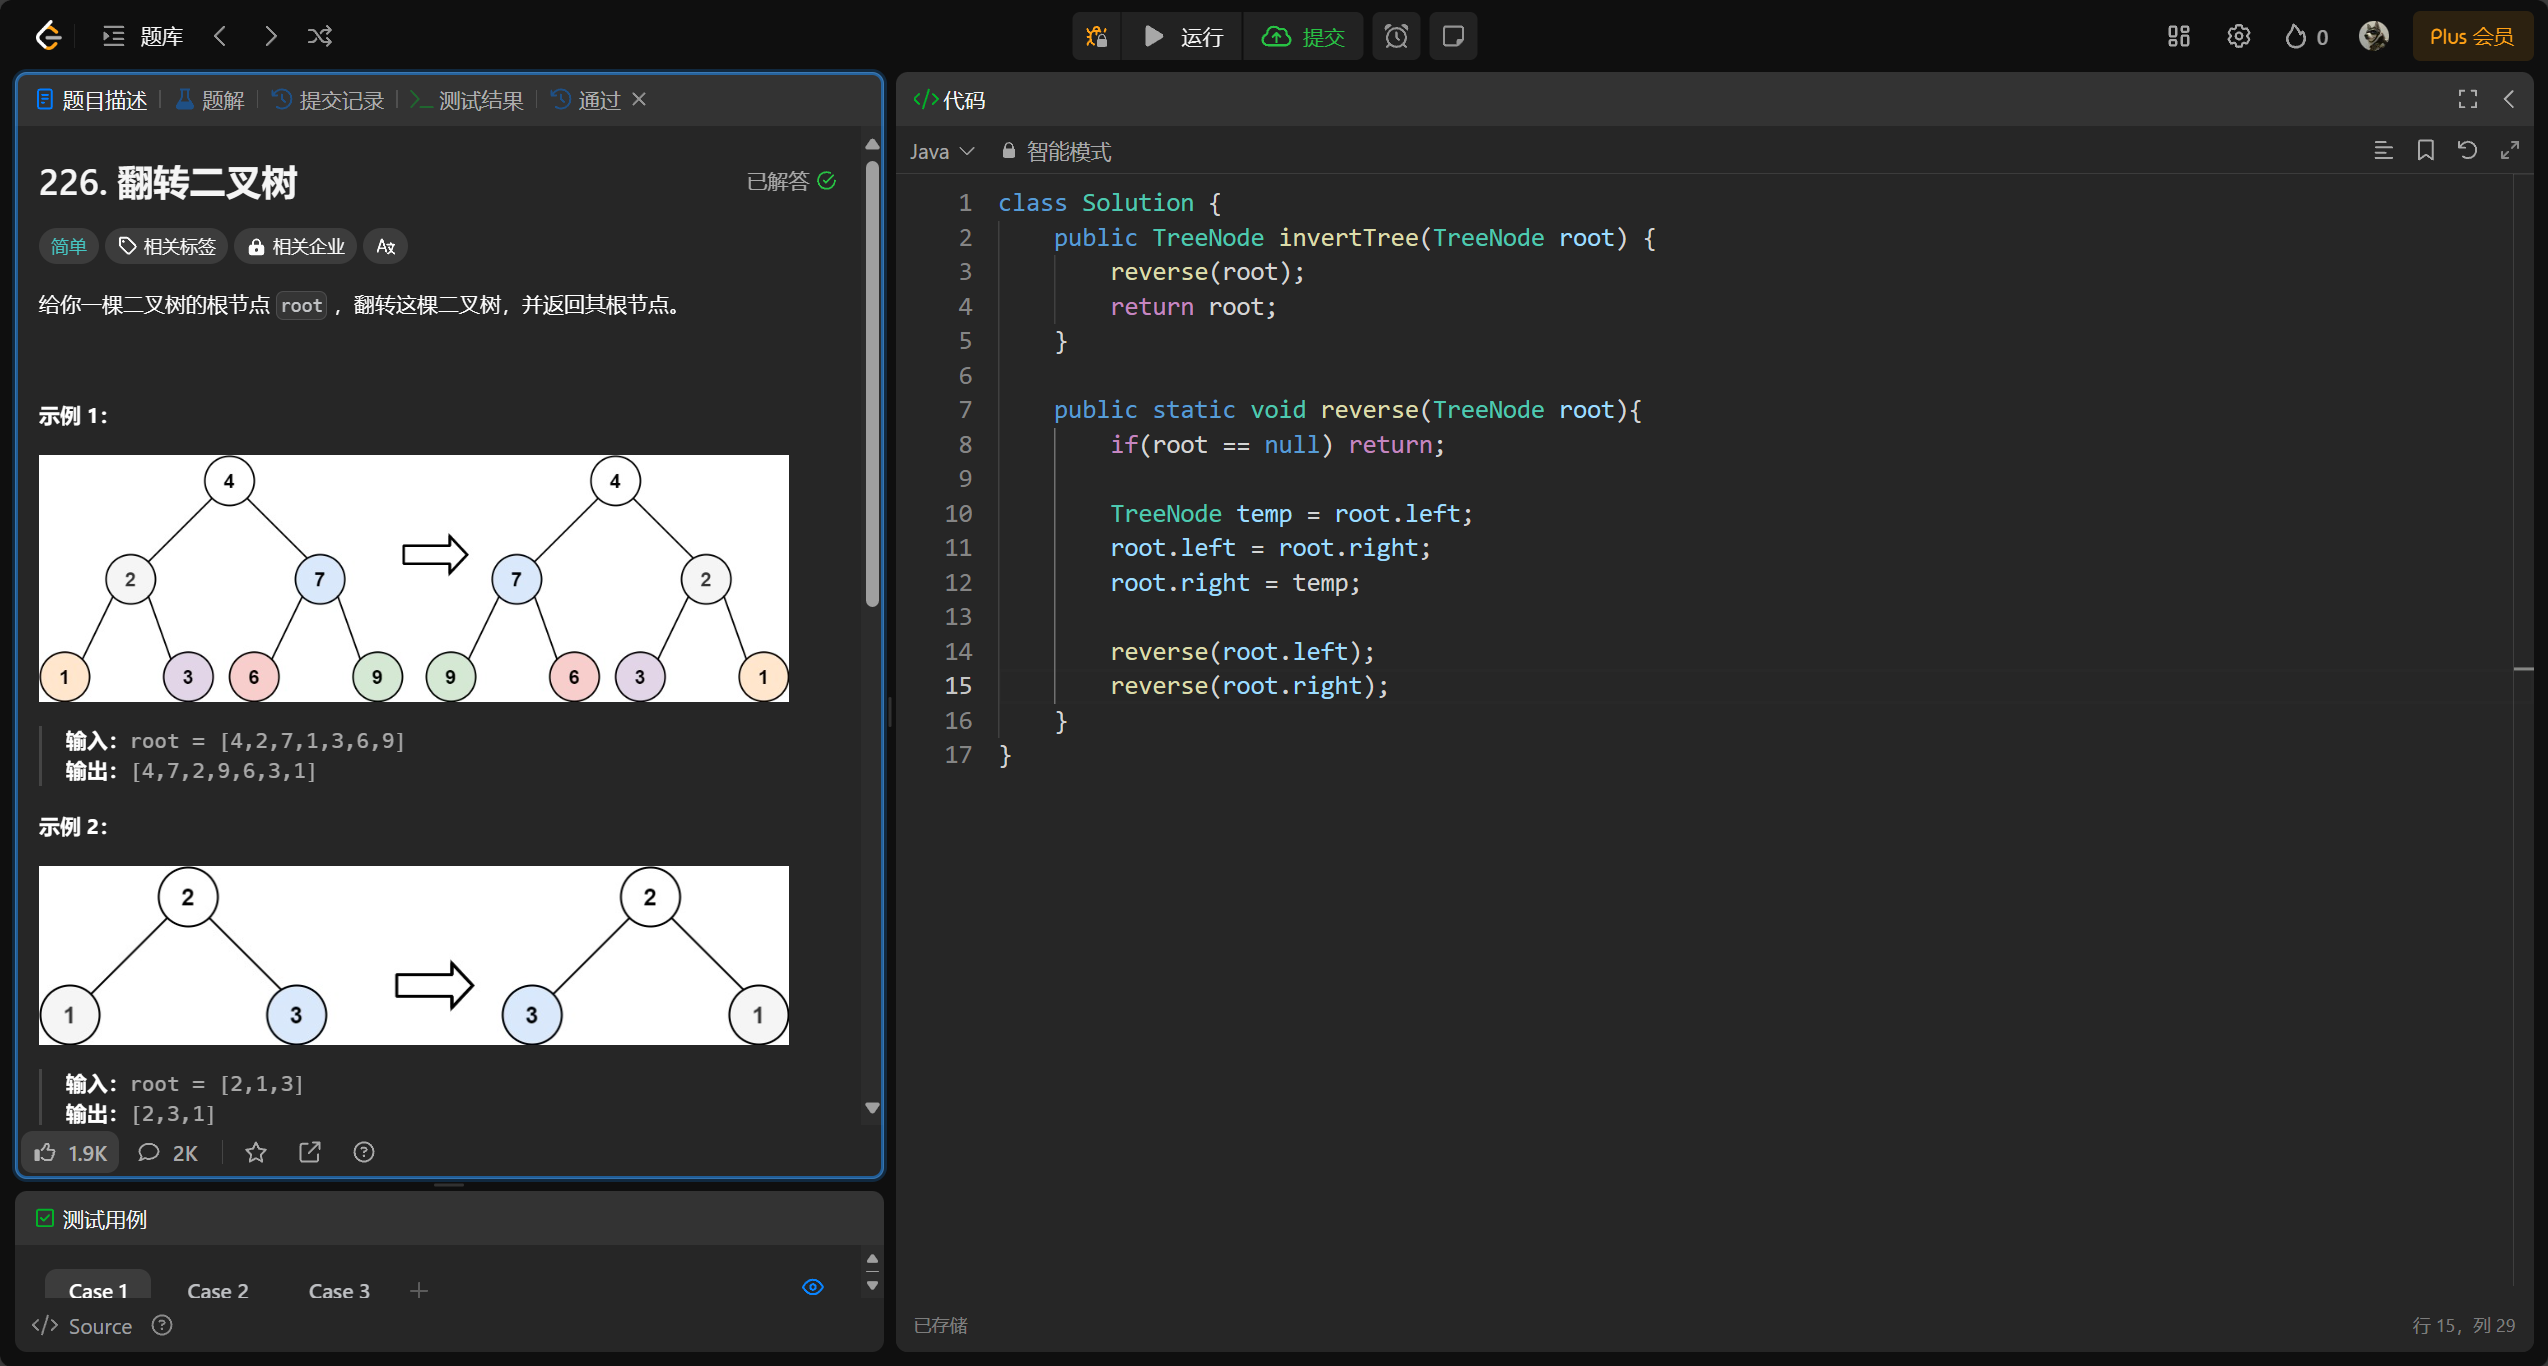 题库
运行
提交
0
Plus 会员
题目描述
题解
提交记录
测试结果
通过
226. 翻转二叉树
已解答
简单
相关标签
相关企业
给你一棵二叉树的根节点 root ，翻转这棵二叉树，并返回其根节点。
示例 1：
4
4
2
7
7
2
1
3
6
9
9
6
3
1
输入：root = [4,2,7,1,3,6,9]
输出：[4,7,2,9,6,3,1]
示例 2：
2
2
1
3
3
1
输入：root = [2,1,3]
输出：[2,3,1]
1.9K
2K
测试用例
Case 1
Case 2
Case 3
</> Source
</> 代码
Java
智能模式
1 class Solution {
2 public TreeNode invertTree(TreeNode root) {
3 reverse(root);
4 return root;
5 }
6
7 public static void reverse(TreeNode root){
8 if(root == null) return;
9
10 TreeNode temp = root.left;
11 root.left = root.right;
12 root.right = temp;
13
14 reverse(root.left);
15 reverse(root.right);
16 }
17 }
已存储
行 15，列 29